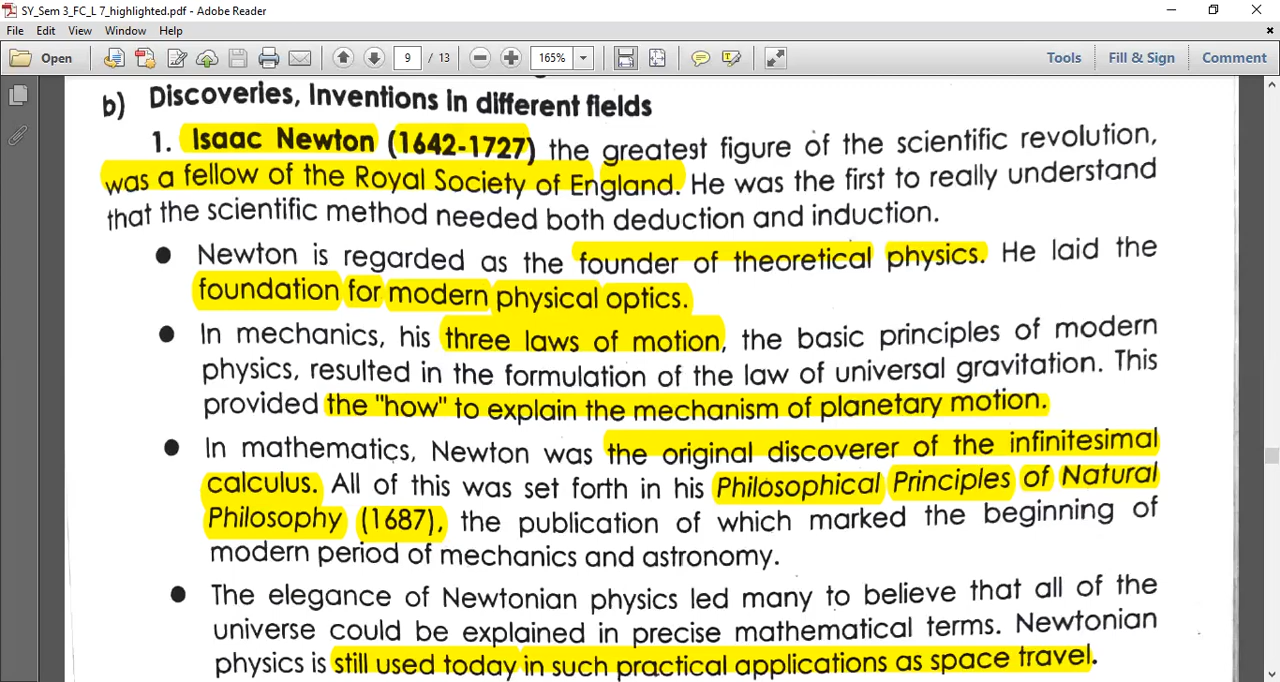 SY_Sem 3_FC_L 7_highlighted.pdf - Adobe Reader
File Edit View Window Help
Open 9 / 13 165% Tools Fill & Sign Comment
b) Discoveries, Inventions in different fields
1. Isaac Newton (1642-1727) the greatest figure of the scientific revolution,
was a fellow of the Royal Society of England. He was the first to really understand
that the scientific method needed both deduction and induction.
● Newton is regarded as the founder of theoretical physics. He laid the
foundation for modern physical optics.
● In mechanics, his three laws of motion, the basic principles of modern
physics, resulted in the formulation of the law of universal gravitation. This
provided the "how" to explain the mechanism of planetary motion.
● In mathematics, Newton was the original discoverer of the infinitesimal
calculus. All of this was set forth in his Philosophical Principles of Natural
Philosophy (1687), the publication of which marked the beginning of
modern period of mechanics and astronomy.
● The elegance of Newtonian physics led many to believe that all of the
universe could be explained in precise mathematical terms. Newtonian
physics is still used today in such practical applications as space travel.